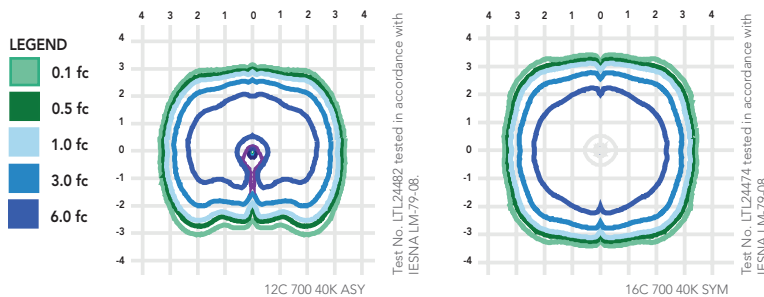 LEGEND
0.1 fc
0.5 fc
1.0 fc
3.0 fc
6.0 fc
4 3 2 1 0 1 2 3 4
4
3
2
1
0
-1
-2
-3
-4
12C 700 40K ASY
Test No. LTL24482 tested in accordance with
IESNA LM-79-08.
4 3 2 1 0 1 2 3 4
4
3
2
1
0
-1
-2
-3
-4
16C 700 40K SYM
Test No. LTL24474 tested in accordance with
IESNA LM-79-08